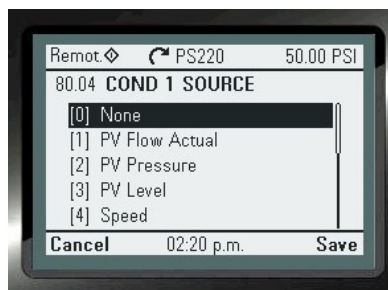 Remot. PS220 50.00 PSI
80.04 COND 1 SOURCE
[0] None
[1] PV Flow Actual
[2] PV Pressure
[3] PV Level
[4] Speed
Cancel 02:20 p.m. Save